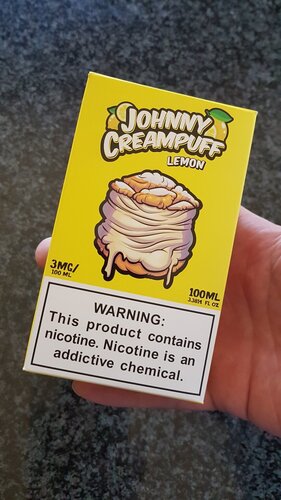 JOHNNY
CREAMPUFF
LEMON
3MG/
100 ML
100ML
3.38M FL OZ
WARNING:
This product contains
nicotine. Nicotine is an
addictive chemical.